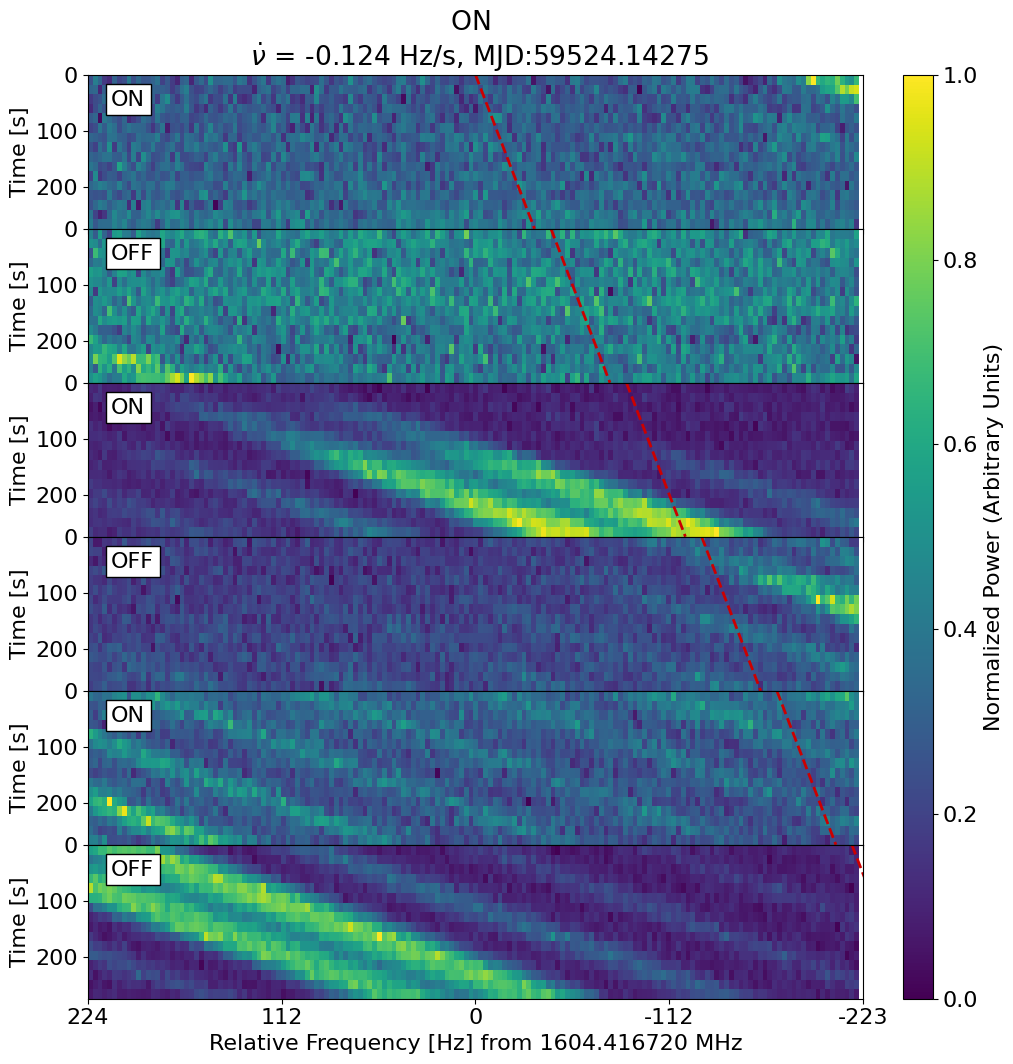 ON
ν̇ = -0.124 Hz/s, MJD:59524.14275
0
ON
Time [s]
100
200
0
OFF
Time [s]
100
200
0
ON
Time [s]
100
200
0
OFF
Time [s]
100
200
0
ON
Time [s]
100
200
0
OFF
Time [s]
100
200
224 112 0 -112 -223
Relative Frequency [Hz] from 1604.416720 MHz
1.0
0.8
0.6
0.4
0.2
0.0
Normalized Power (Arbitrary Units)